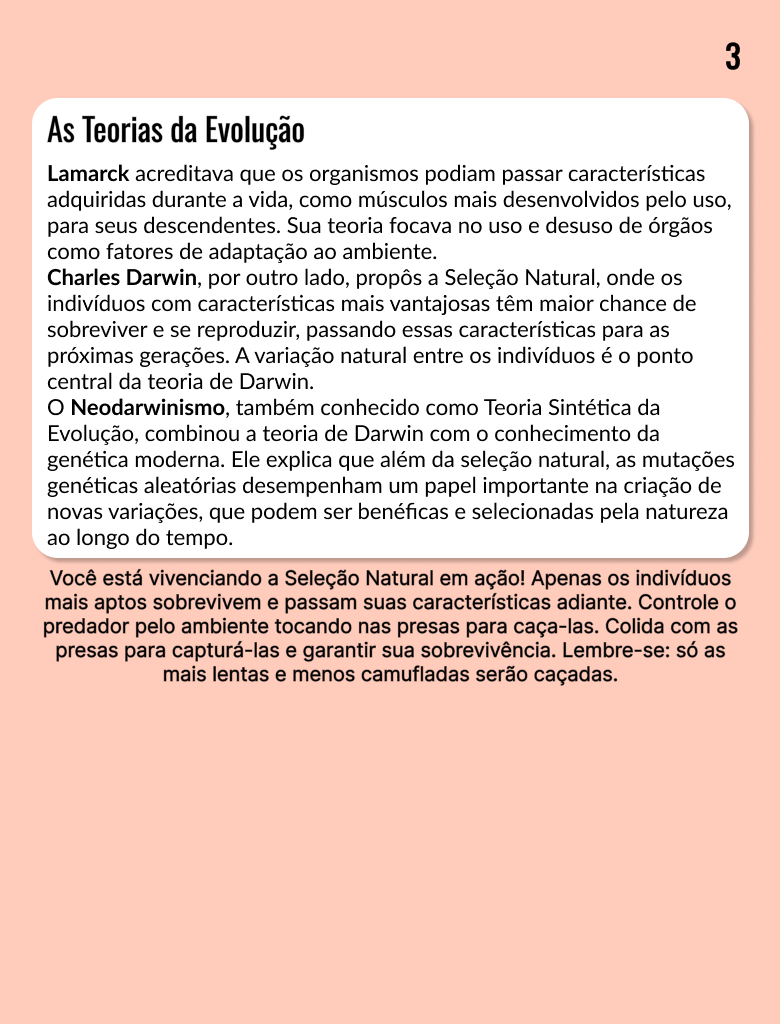 3
As Teorias da Evolução
Lamarck acreditava que os organismos podiam passar características
adquiridas durante a vida, como músculos mais desenvolvidos pelo uso,
para seus descendentes. Sua teoria focava no uso e desuso de órgãos
como fatores de adaptação ao ambiente.
Charles Darwin, por outro lado, propôs a Seleção Natural, onde os
indivíduos com características mais vantajosas têm maior chance de
sobreviver e se reproduzir, passando essas características para as
próximas gerações. A variação natural entre os indivíduos é o ponto
central da teoria de Darwin.
O Neodarwinismo, também conhecido como Teoria Sintética da
Evolução, combinou a teoria de Darwin com o conhecimento da
genética moderna. Ele explica que além da seleção natural, as mutações
genéticas aleatórias desempenham um papel importante na criação de
novas variações, que podem ser benéficas e selecionadas pela natureza
ao longo do tempo.
Você está vivenciando a Seleção Natural em ação! Apenas os indivíduos
mais aptos sobrevivem e passam suas características adiante. Controle o
predador pelo ambiente tocando nas presas para caça-las. Colida com as
presas para capturá-las e garantir sua sobrevivência. Lembre-se: só as
mais lentas e menos camufladas serão caçadas.